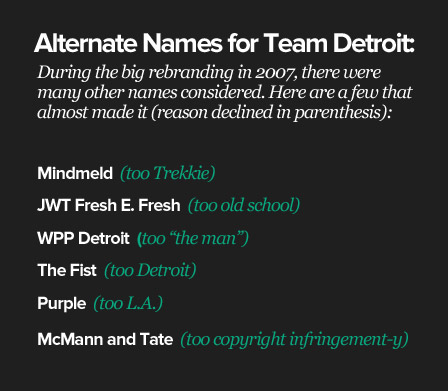 Alternate Names for Team Detroit:
During the big rebranding in 2007, there were
many other names considered. Here are a few that
almost made it (reason declined in parenthesis):
Mindmeld (too Trekkie)
JWT Fresh E. Fresh (too old school)
WPP Detroit (too “the man”)
The Fist (too Detroit)
Purple (too L.A.)
McMann and Tate (too copyright infringement-y)